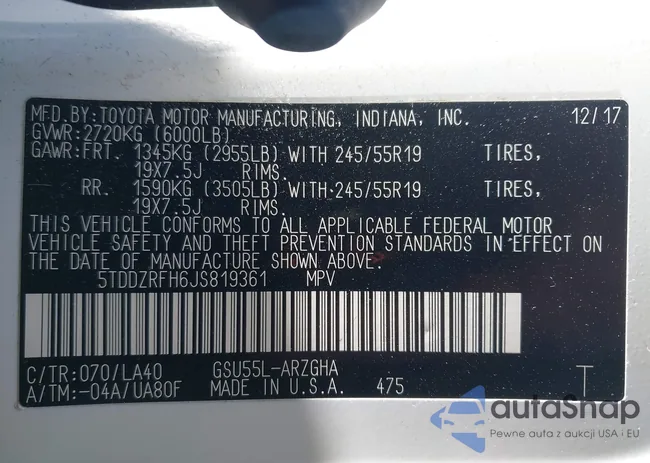 MFD.BY:TOYOTA MOTOR MANUFACTURING, INDIANA, INC. 12/17
GVWR:2720KG (6000LB)
GAWR:FRT. 1345KG (2955LB) WITH 245/55R19 TIRES,
19X7.5J RIMS.
RR. 1590KG (3505LB) WITH 245/55R19 TIRES,
19X7.5J RIMS.
THIS VEHICLE CONFORMS TO ALL APPLICABLE FEDERAL MOTOR
VEHICLE SAFETY AND THEFT PREVENTION STANDARDS IN EFFECT ON
THE DATE OF MANUFACTURE SHOWN ABOVE.
5TDDZRFH6JS819361 MPV
C/TR:070/LA40 GSU55L-ARZGHA
A/TM:-04A/UA80F MADE IN U.S.A. 475 T
autaSnap
Pewne auta z aukcji USA i EU